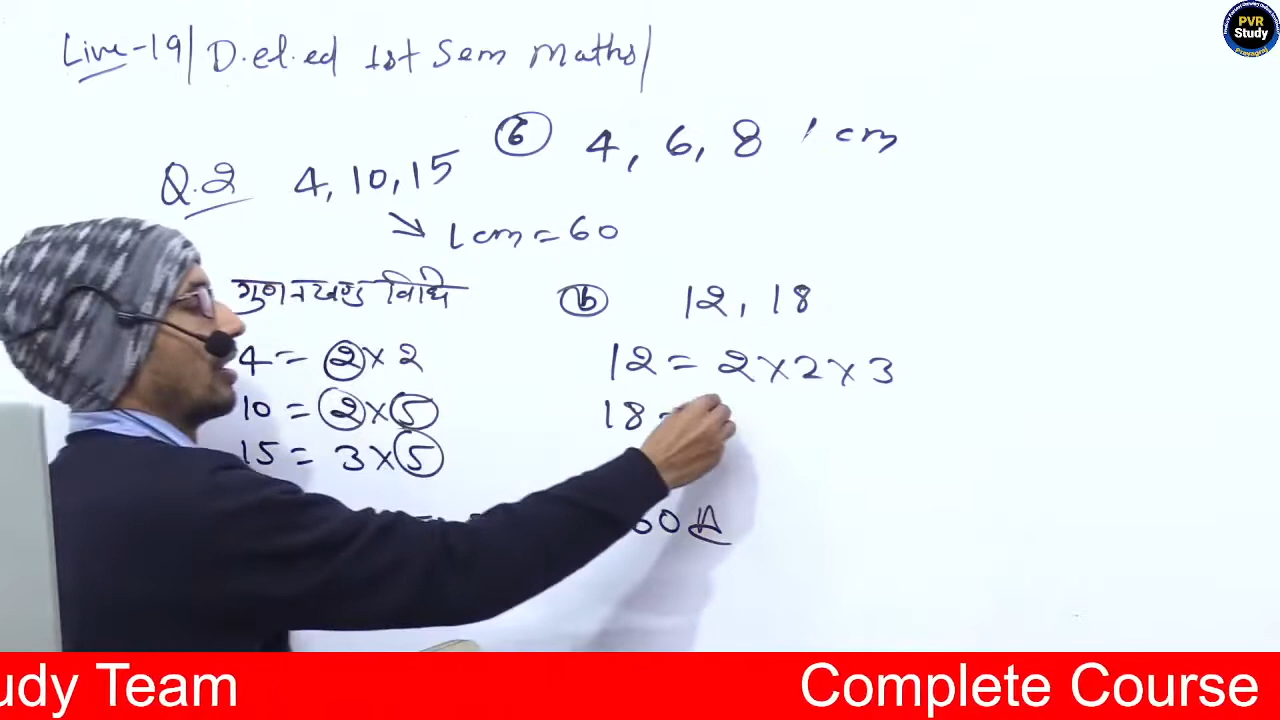 Live-19/ D.el.ed 1st Sem Maths/
Q.2 4, 10, 15
→ lcm = 60
गुणनखण्ड विधि
4 = 2 × 2
10 = 2 × 5
15 = 3 × 5
60 A
6 4, 6, 8 lcm
b 12, 18
12 = 2 × 2 × 3
18 =
PVR
Study
Prayagraj
udy Team
Complete Course